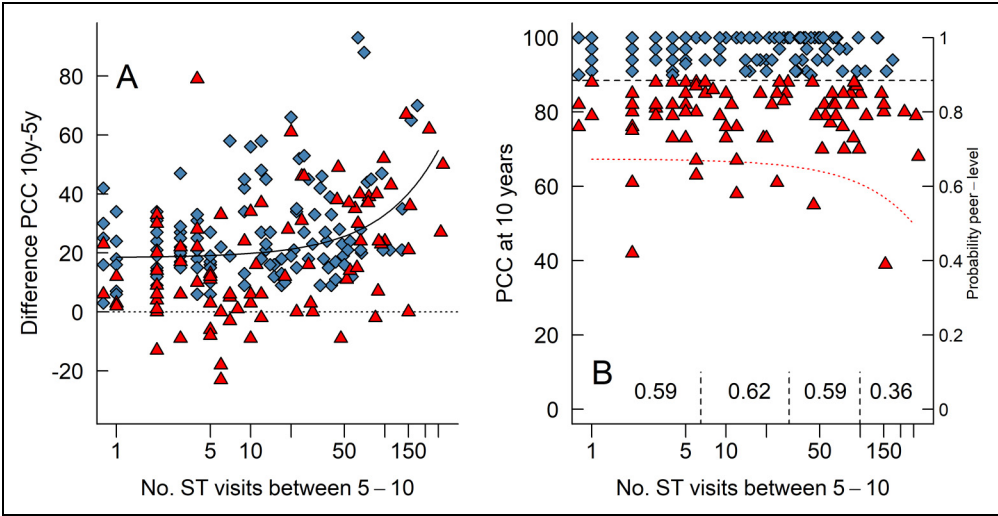 A
Difference PCC 10y-5y
80
60
40
20
0
-20
1 5 10 50 150
No. ST visits between 5 – 10
B
PCC at 10 years
100
80
60
40
20
0
0.59 0.62 0.59 0.36
1
0.8
0.6
0.4
0.2
0
Probability peer – level
1 5 10 50 150
No. ST visits between 5 – 10